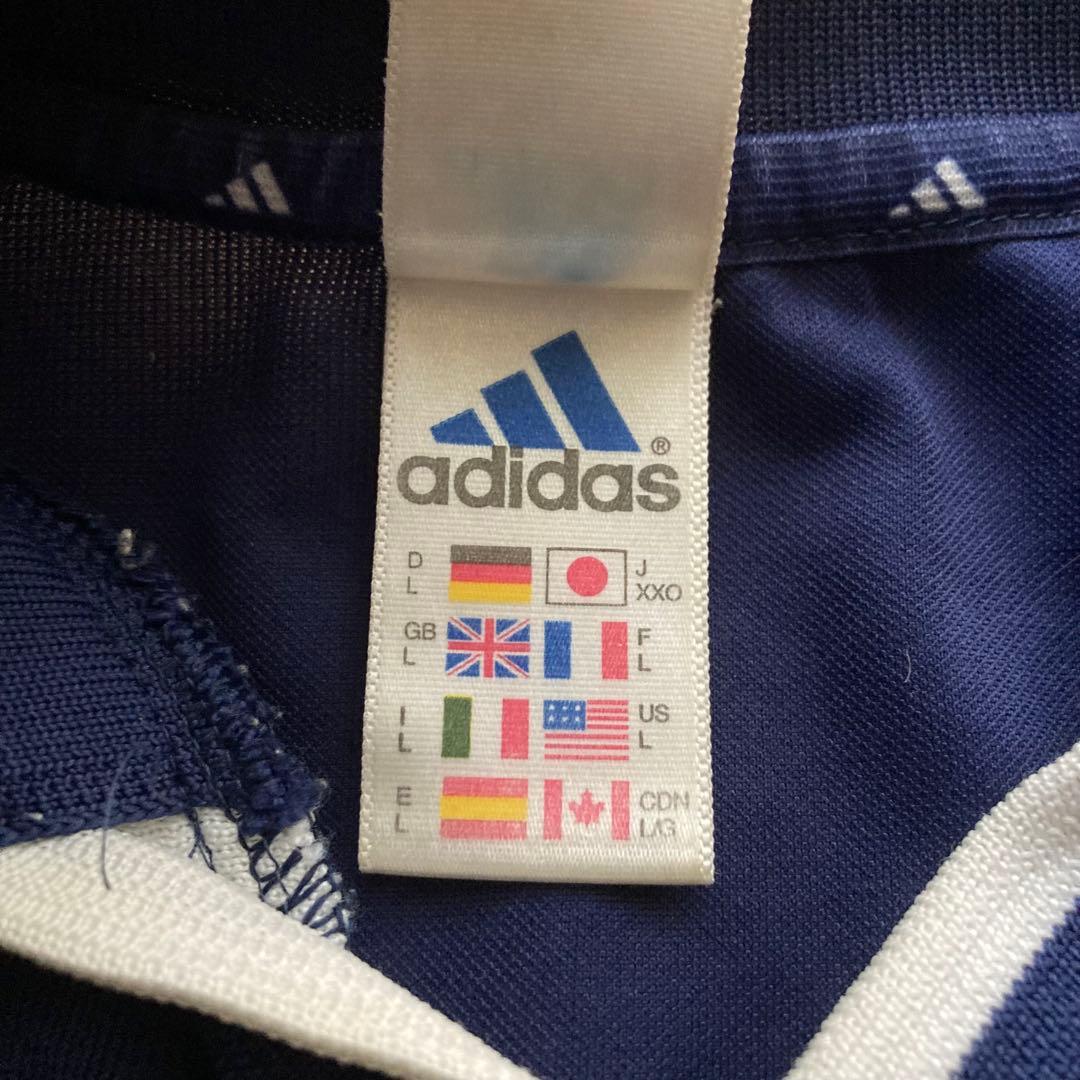 adidas®
D L J XXO
GB L F L
I L US L
E L CDN L/G